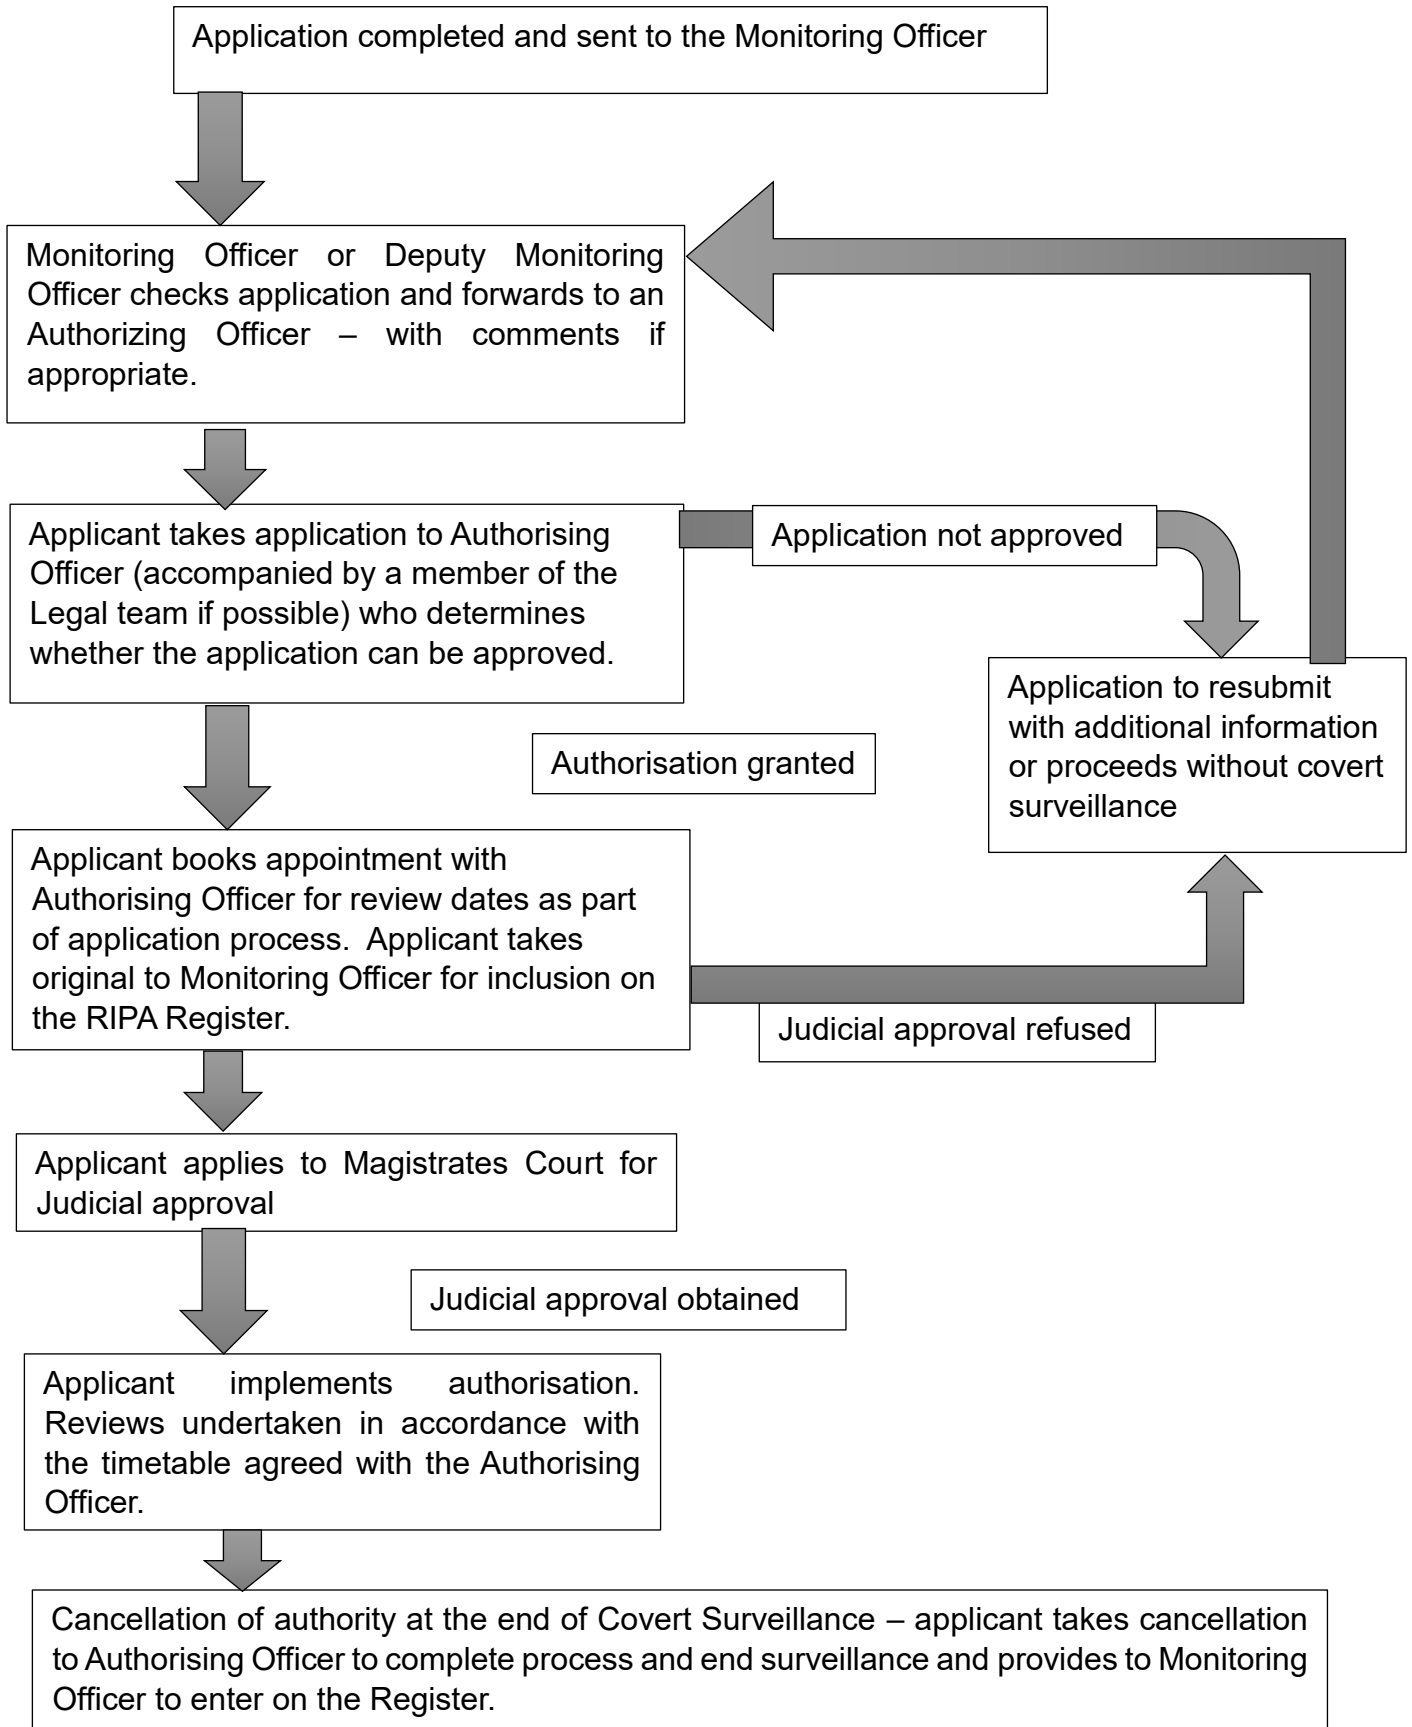 Application completed and sent to the Monitoring Officer
Monitoring Officer or Deputy Monitoring
Officer checks application and forwards to an
Authorizing Officer – with comments if
appropriate.
Applicant takes application to Authorising
Officer (accompanied by a member of the
Legal team if possible) who determines
whether the application can be approved.
Application not approved
Application to resubmit
with additional information
or proceeds without covert
surveillance
Authorisation granted
Applicant books appointment with
Authorising Officer for review dates as part
of application process.  Applicant takes
original to Monitoring Officer for inclusion on
the RIPA Register.
Judicial approval refused
Applicant applies to Magistrates Court for
Judicial approval
Judicial approval obtained
Applicant implements authorisation.
Reviews undertaken in accordance with
the timetable agreed with the Authorising
Officer.
Cancellation of authority at the end of Covert Surveillance – applicant takes cancellation
to Authorising Officer to complete process and end surveillance and provides to Monitoring
Officer to enter on the Register.